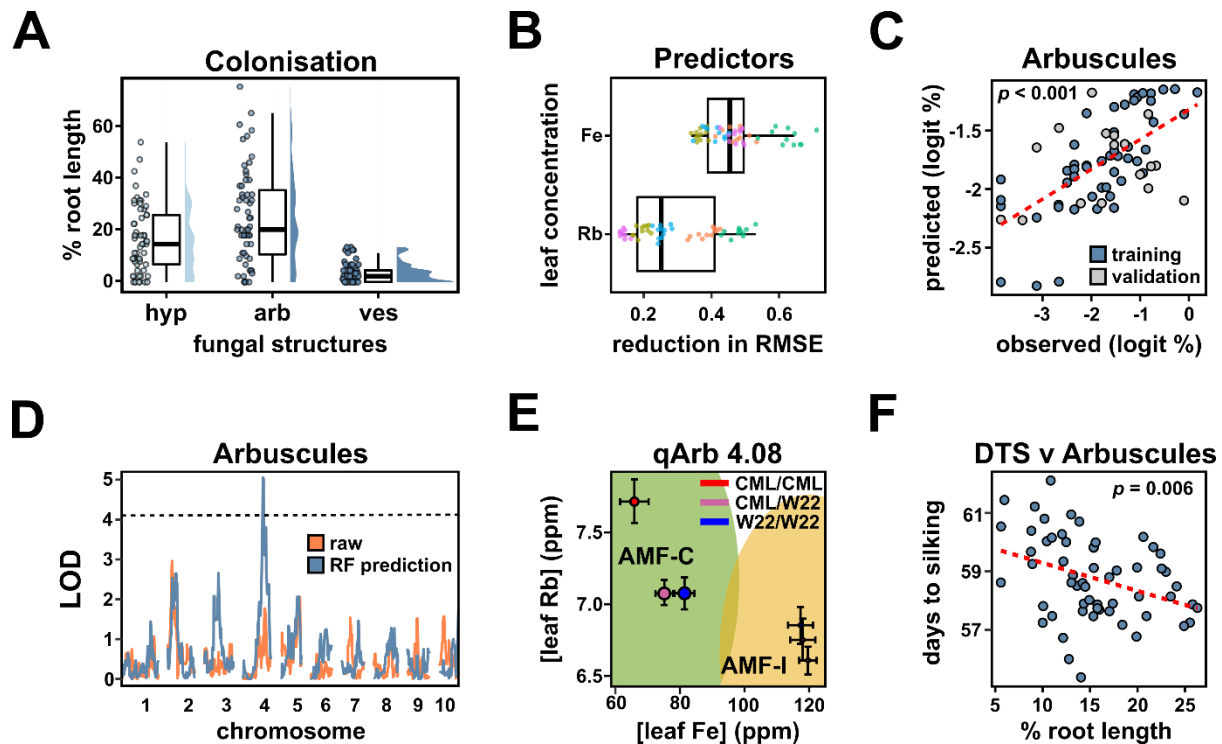 A
Colonisation
% root length
60
40
20
0
hyp arb ves
fungal structures
B
Predictors
leaf concentration
Fe
Rb
0.2 0.4 0.6
reduction in RMSE
C
Arbuscules
p < 0.001
predicted (logit %)
-1.5
-2
-2.5
training
validation
-3 -2 -1 0
observed (logit %)
D
Arbuscules
LOD
5
4
3
2
1
0
raw
RF prediction
1 2 3 4 5 6 7 8 9 10
chromosome
E
qArb 4.08
[leaf Rb] (ppm)
7.5
7.0
6.5
CML/CML
CML/W22
W22/W22
AMF-C
AMF-I
60 80 100 120
[leaf Fe] (ppm)
F
DTS v Arbuscules
p = 0.006
days to silking
61
59
57
5 10 15 20 25
% root length